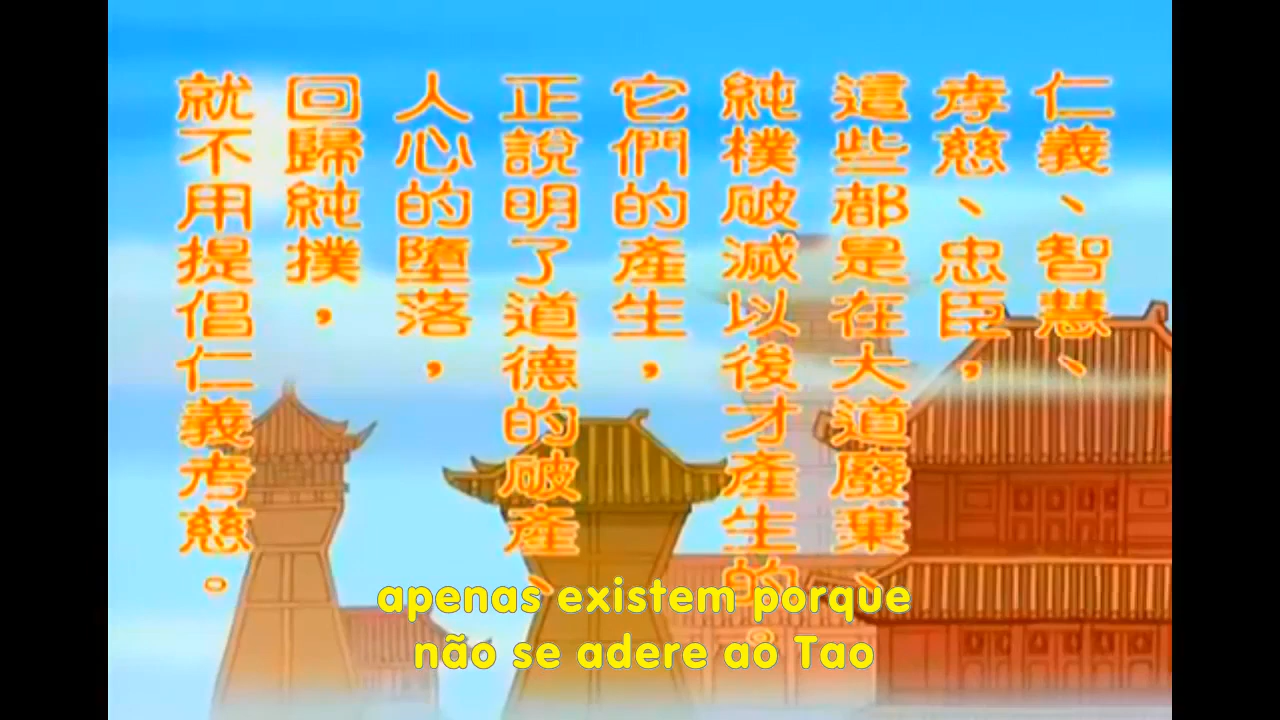 仁義、智慧、
孝慈、忠臣，
這些都是在大道廢棄、
純樸破滅以後才產生的。
它們的產生，
正說明了道德的破產、
人心的墮落，
回歸純撲，
就不用提倡仁義考慈。
apenas existem porque
não se adere ao Tao